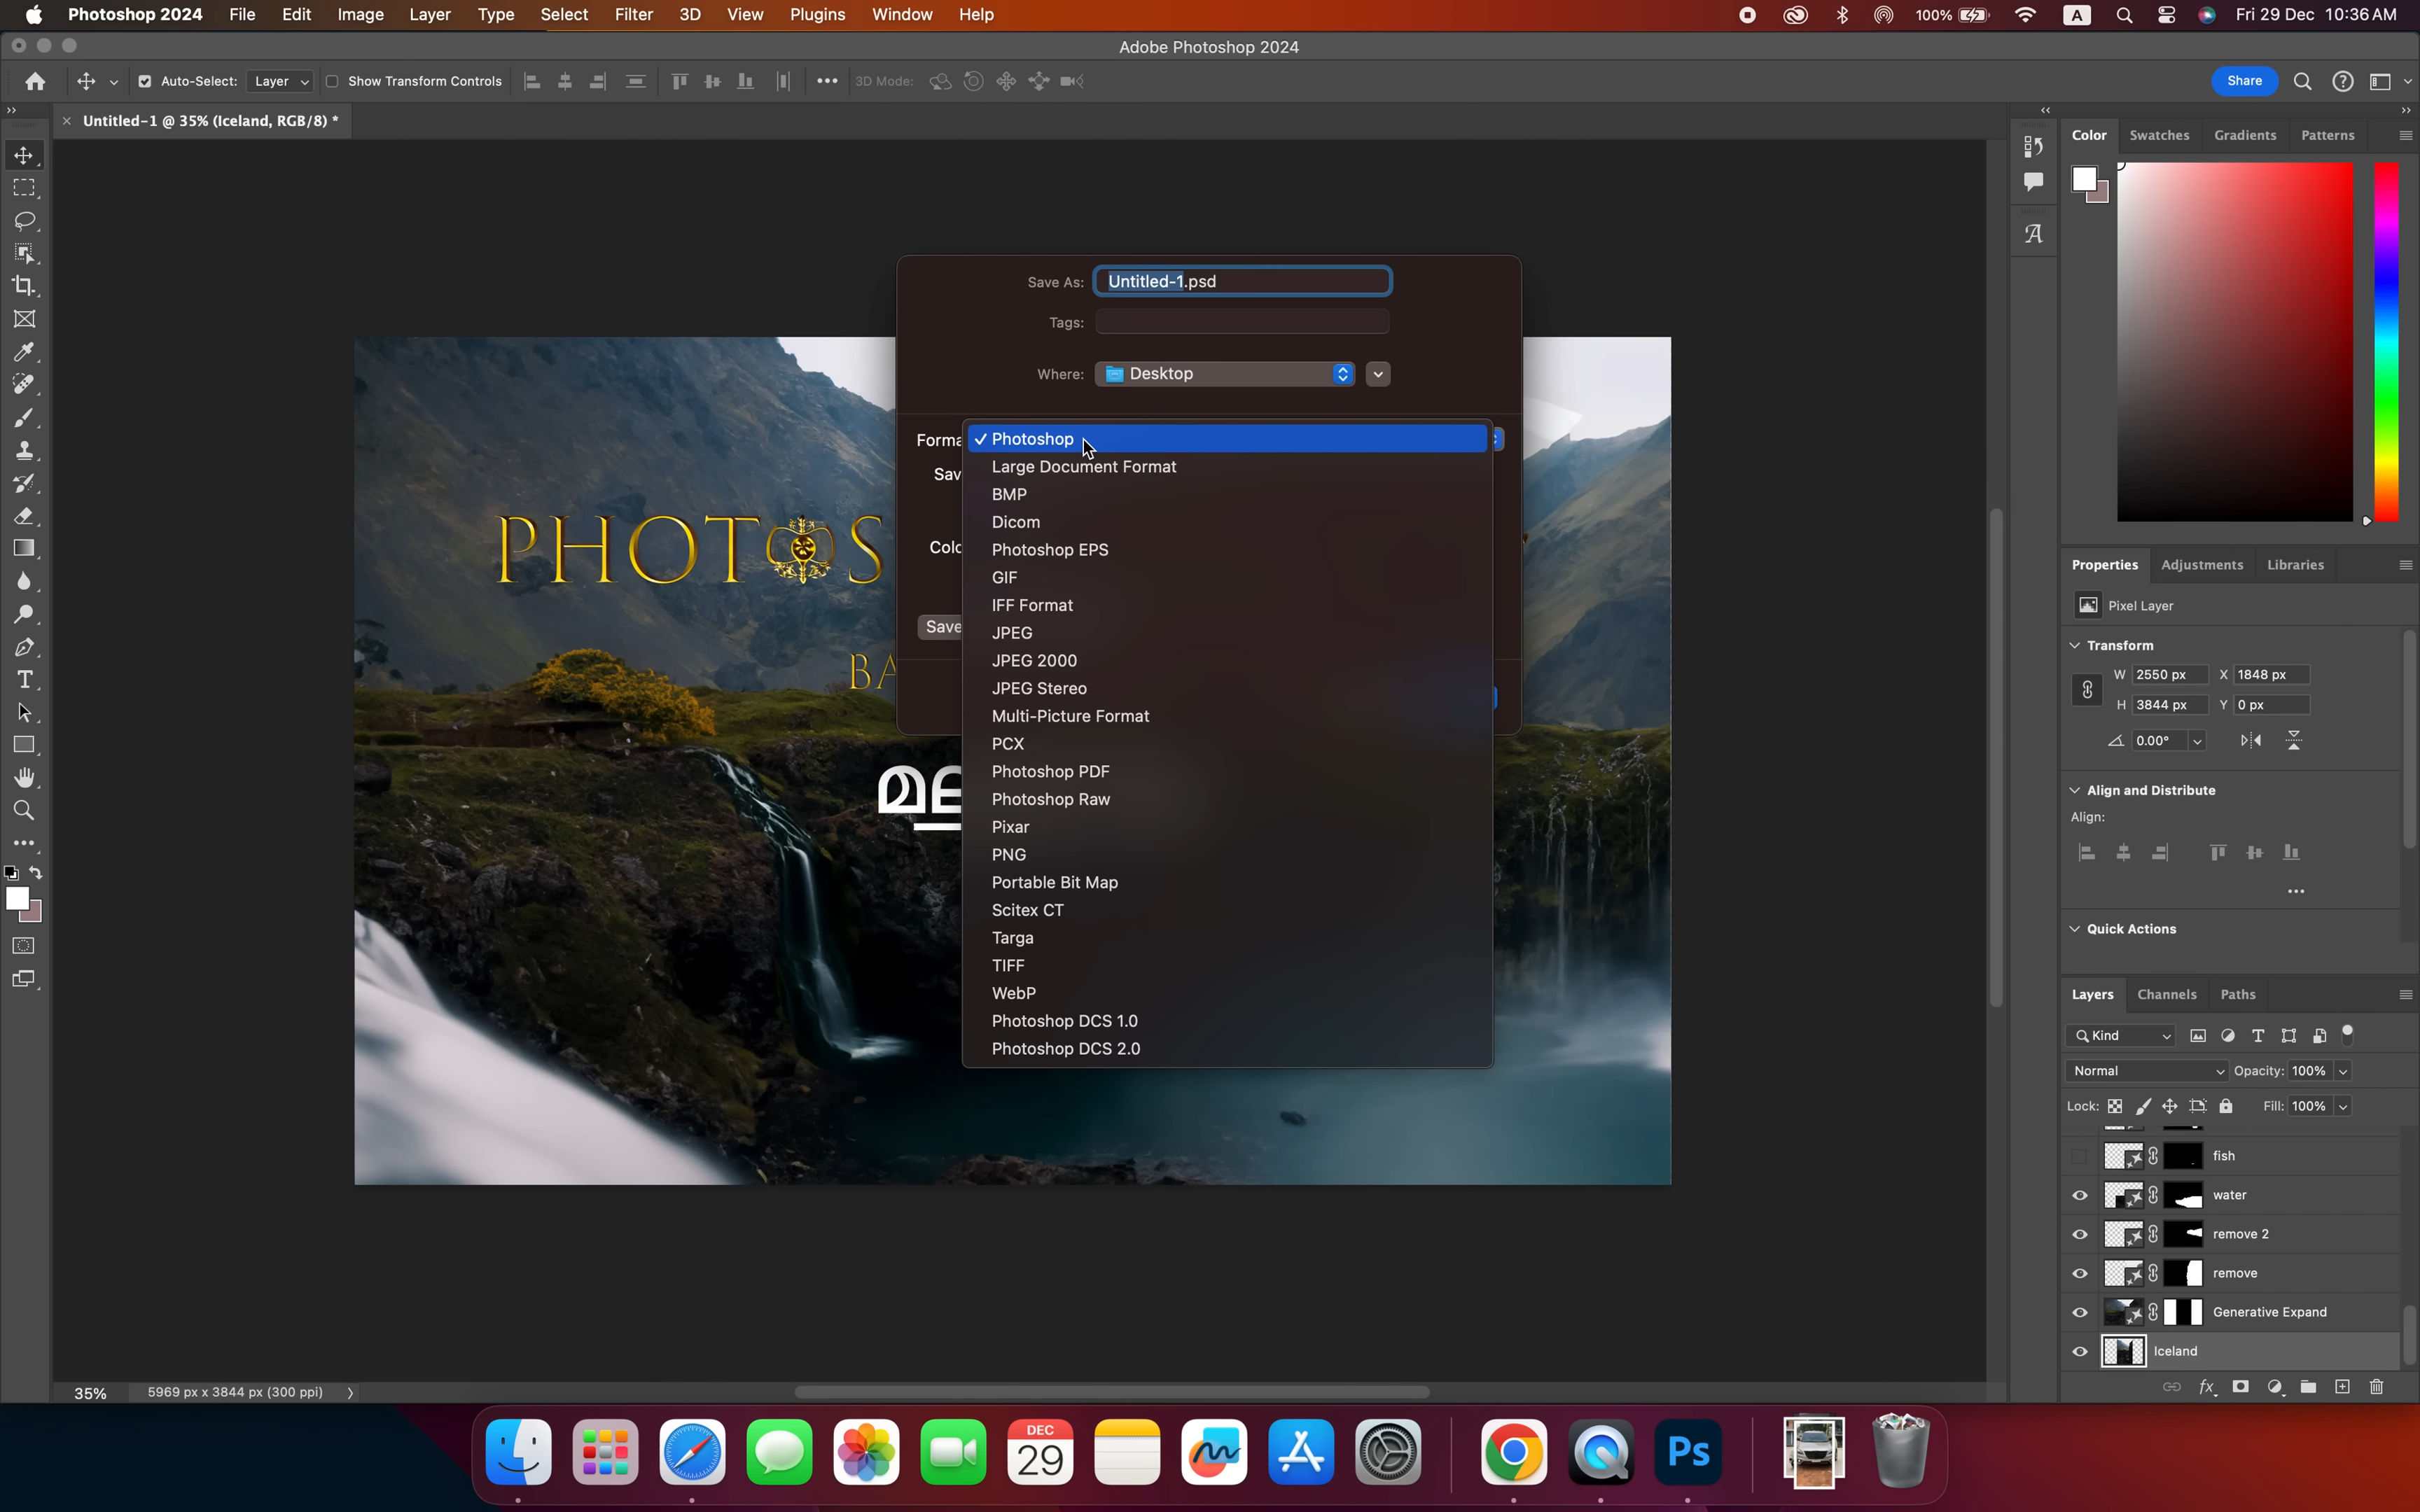 Photoshop 2024 File Edit Image Layer Type Select Filter 3D View Plugins Window Help 100% A Fri 29 Dec 10:36 AM
Adobe Photoshop 2024
Auto-Select: Layer Show Transform Controls 3D Mode: Share
Untitled-1 @ 35% (Iceland, RGB/8) *
Color Swatches Gradients Patterns
Save As: Untitled-1.psd
Tags:
Where: Desktop
Forma
Sav
Colo
Save
Photoshop
Large Document Format
BMP
Dicom
Photoshop EPS
GIF
IFF Format
JPEG
JPEG 2000
JPEG Stereo
Multi-Picture Format
PCX
Photoshop PDF
Photoshop Raw
Pixar
PNG
Portable Bit Map
Scitex CT
Targa
TIFF
WebP
Photoshop DCS 1.0
Photoshop DCS 2.0
PHOTOS
BA
Properties Adjustments Libraries
Pixel Layer
Transform
W 2550 px X 1848 px
H 3844 px Y 0 px
0.00°
Align and Distribute
Align:
Quick Actions
Layers Channels Paths
Kind
Normal Opacity: 100%
Lock: Fill: 100%
fish
water
remove 2
remove
Generative Expand
Iceland
35% 5969 px x 3844 px (300 ppi)
DEC
29
Ps